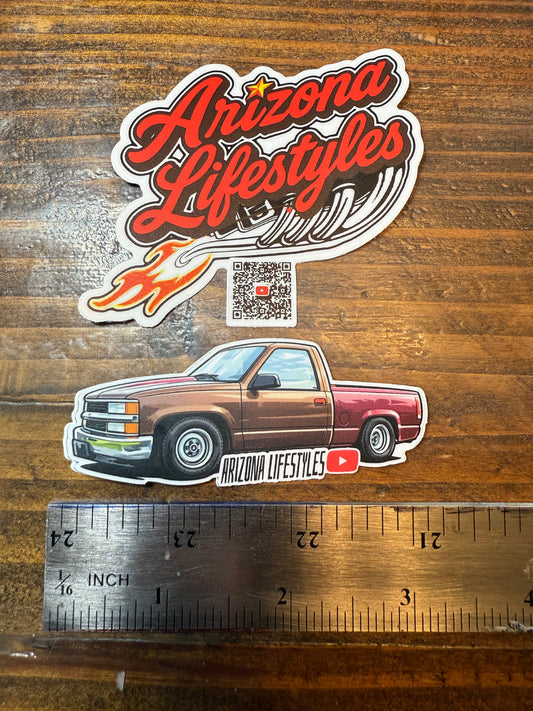 Arizona
Lifestyles
ARIZONA LIFESTYLES
24 23 22 21
1/16 INCH 1 2 3 4